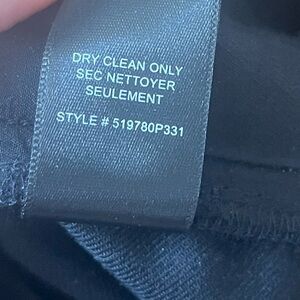 DRY CLEAN ONLY
SEC NETTOYER
SEULEMENT
STYLE # 519780P331